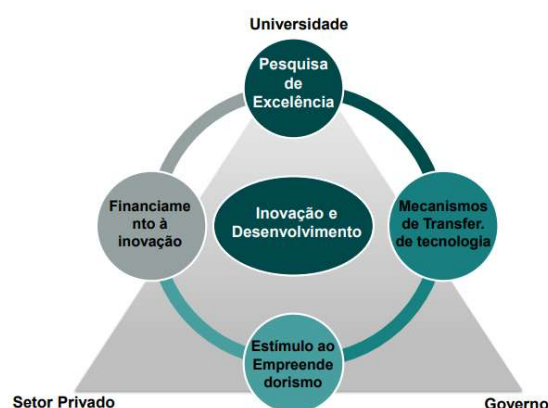 Universidade
Pesquisa
de
Excelência
Financiame
nto à
inovação
Inovação e
Desenvolvimento
Mecanismos
de Transfer.
de tecnologia
Estímulo ao
Empreende
dorismo
Setor Privado
Governo